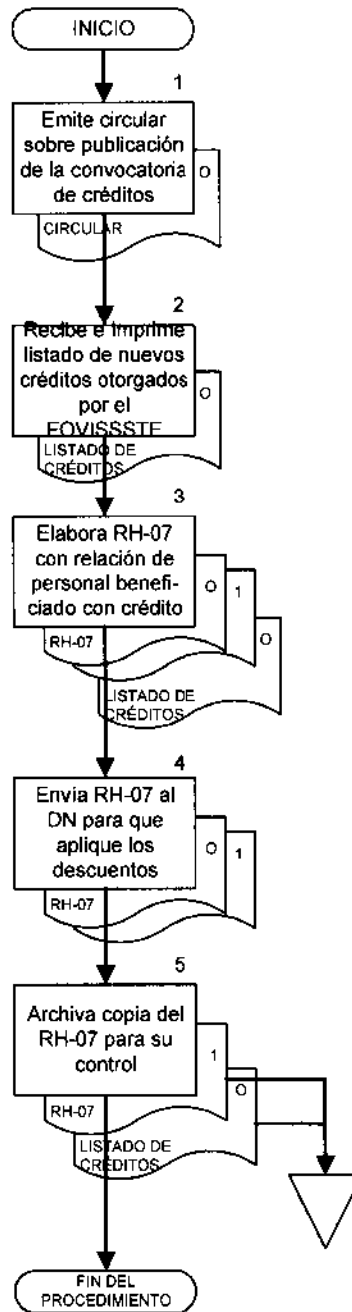 INICIO
1
Emite circular
sobre publicación
de la convocatoria
de créditos
O
CIRCULAR
2
Recibe e imprime
listado de nuevos
créditos otorgados
por el
FOVISSSTE
O
LISTADO DE
CRÉDITOS
3
Elabora RH-07
con relación de
personal benefi-
ciado con crédito
O
1
RH-07
O
LISTADO DE
CRÉDITOS
4
Envía RH-07 al
DN para que
aplique los
descuentos
O
1
RH-07
5
Archiva copia del
RH-07 para su
control
1
O
RH-07
LISTADO DE
CRÉDITOS
FIN DEL
PROCEDIMIENTO